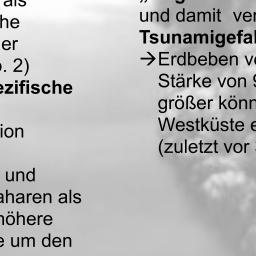 als
he
er
. 2)
ezifische
ion
und
aharen als
höhere
e um den
und damit ver
Tsunamigefa
→Erdbeben v
Stärke von 9
größer könn
Westküste e
(zuletzt vor 3